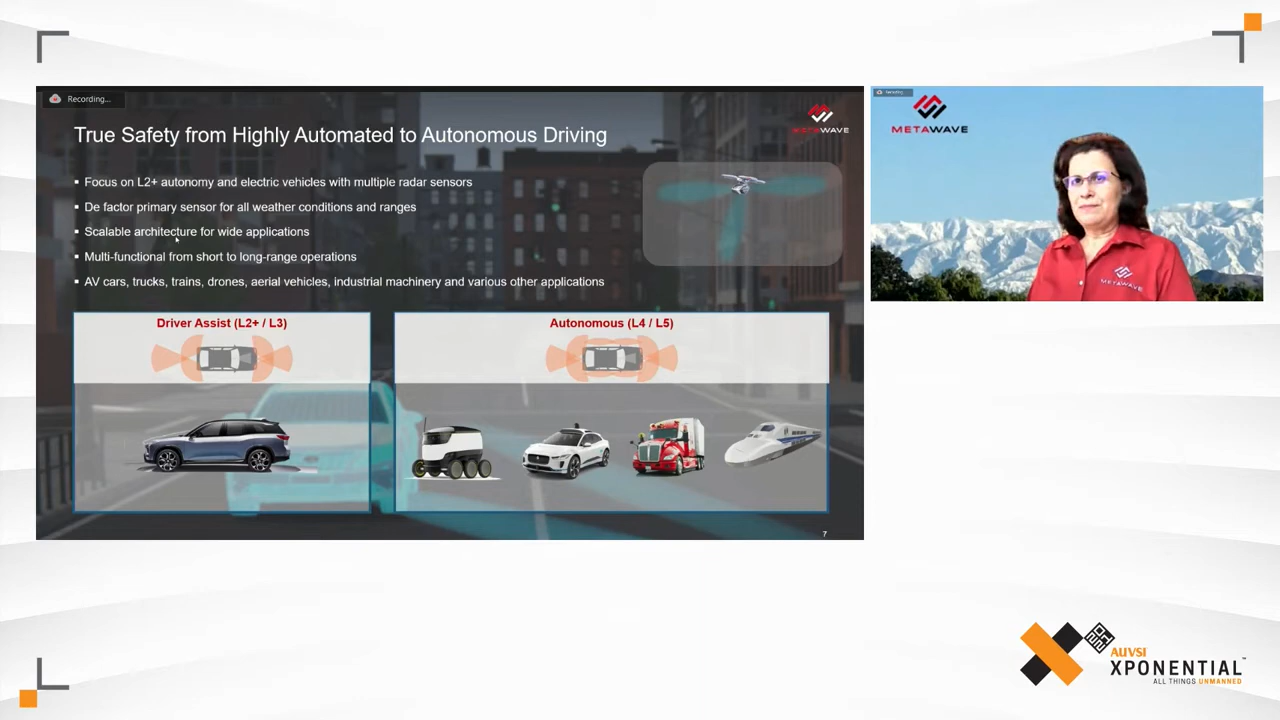 Recording...
True Safety from Highly Automated to Autonomous Driving
METAWAVE
▪ Focus on L2+ autonomy and electric vehicles with multiple radar sensors
▪ De factor primary sensor for all weather conditions and ranges
▪ Scalable architecture for wide applications
▪ Multi-functional from short to long-range operations
▪ AV cars, trucks, trains, drones, aerial vehicles, industrial machinery and various other applications
Driver Assist (L2+ / L3)
Autonomous (L4 / L5)
7
Recording...
METAWAVE
METAWAVE
AUVSI
XPONENTIAL™
ALL THINGS UNMANNED